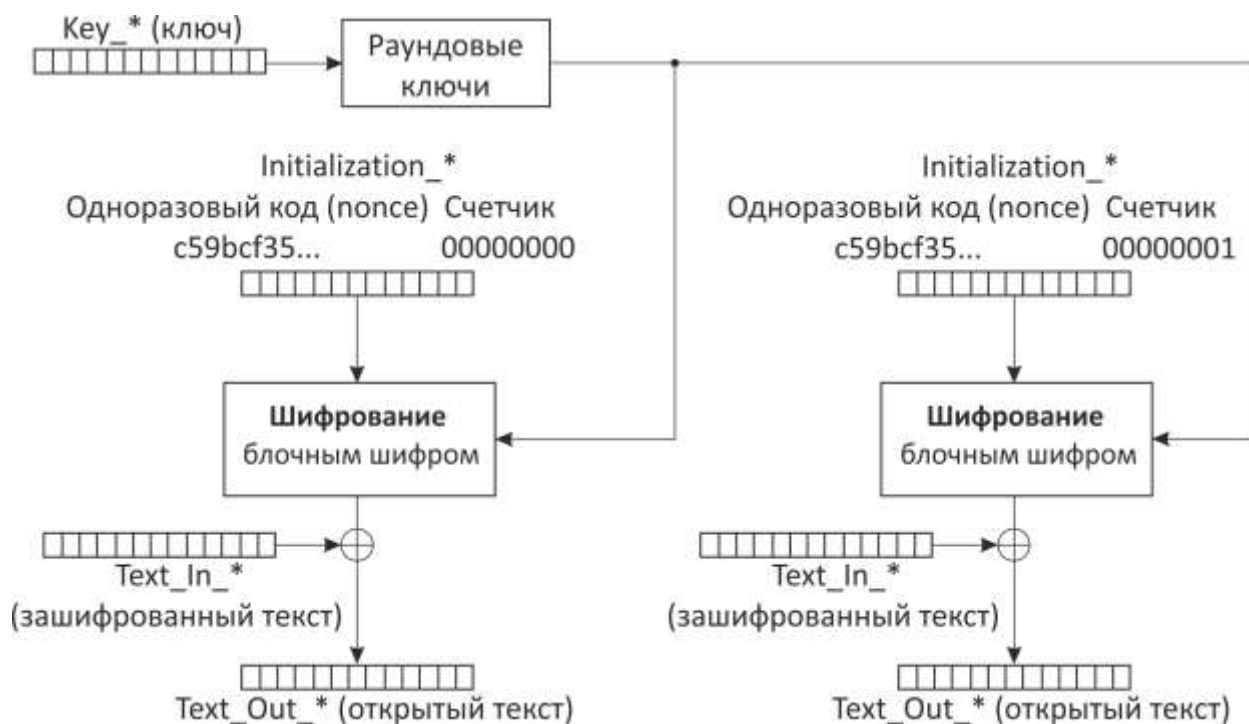 Key_* (ключ)
Раундовые
ключи
Initialization_*
Одноразовый код (nonce) Счетчик
c59bcf35... 00000000
Шифрование
блочным шифром
Text_In_*
(зашифрованный текст)
Text_Out_* (открытый текст)
Initialization_*
Одноразовый код (nonce) Счетчик
c59bcf35... 00000001
Шифрование
блочным шифром
Text_In_*
(зашифрованный текст)
Text_Out_* (открытый текст)